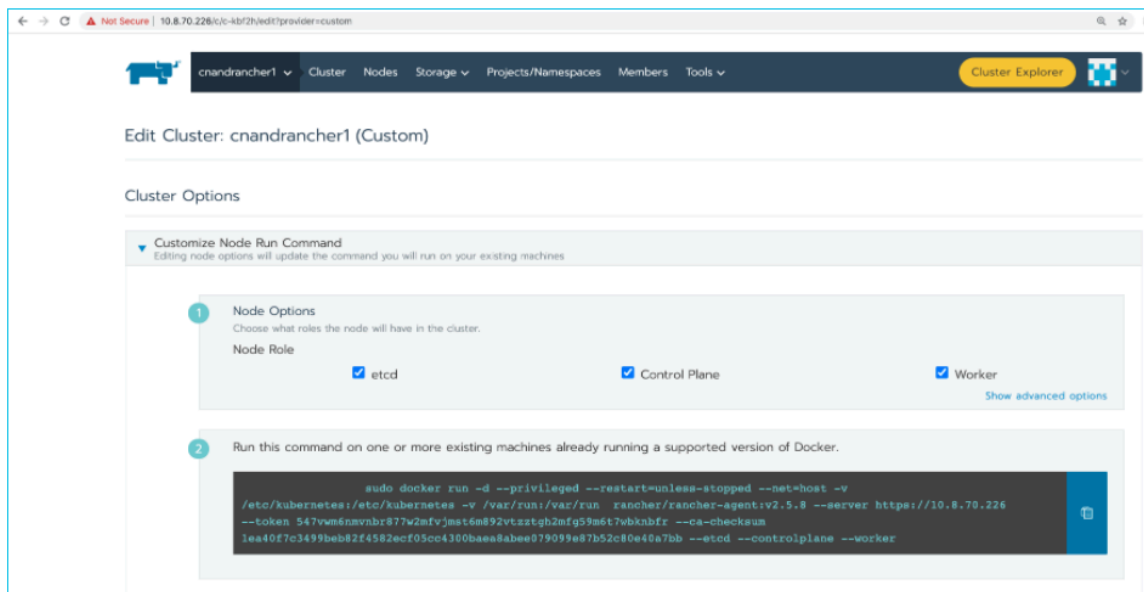 Not Secure | 10.8.70.226/c/c-kbf2h/edit?provider=custom
cnandrancher1 Cluster Nodes Storage Projects/Namespaces Members Tools Cluster Explorer
Edit Cluster: cnandrancher1 (Custom)
Cluster Options
Customize Node Run Command
Editing node options will update the command you will run on your existing machines
1 Node Options
Choose what roles the node will have in the cluster.
Node Role
etcd Control Plane Worker
Show advanced options
2 Run this command on one or more existing machines already running a supported version of Docker.
sudo docker run -d --privileged --restart=unless-stopped --net=host -v
/etc/kubernetes:/etc/kubernetes -v /var/run:/var/run rancher/rancher-agent:v2.5.8 --server https://10.8.70.226
--token 547vwm6nmvnbr877w2mfvjmst6m892vtzztgh2mfg59m6t7wbknbfr --ca-checksum
1ea40f7c3499beb82f4582ecf05cc4300baea8abee079099e87b52c80e40a7bb --etcd --controlplane --worker